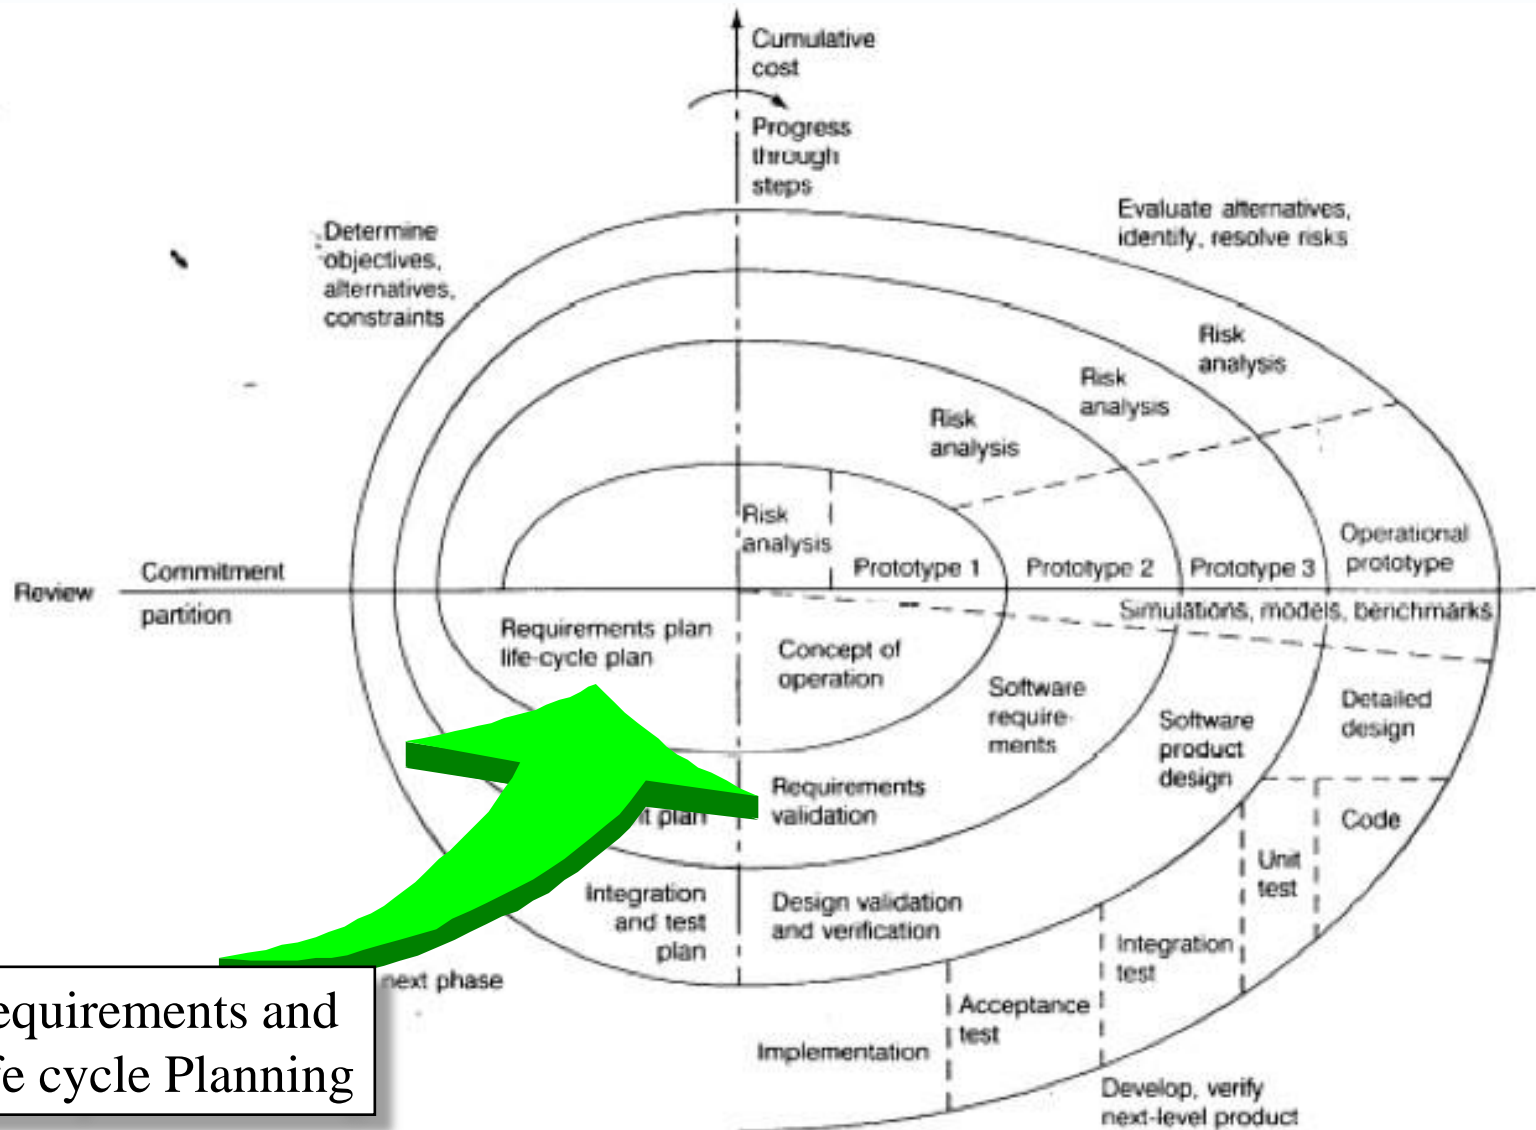 Cumulative
cost
Progress
through
steps
Determine
objectives,
alternatives,
constraints
Evaluate alternatives,
identify, resolve risks
Risk
analysis
Risk
analysis
Risk
analysis
Risk
analysis
Prototype 1
Prototype 2
Prototype 3
Operational
prototype
Review
Commitment
partition
Simulations, models, benchmarks
Requirements plan
life-cycle plan
Concept of
operation
Software
require-
ments
Software
product
design
Detailed
design
Code
Unit
test
plan
Requirements
validation
Integration
and test
plan
Design validation
and verification
Integration
test
Acceptance
test
Implementation
next phase
Develop, verify
next-level product
equirements and
fe cycle Planning